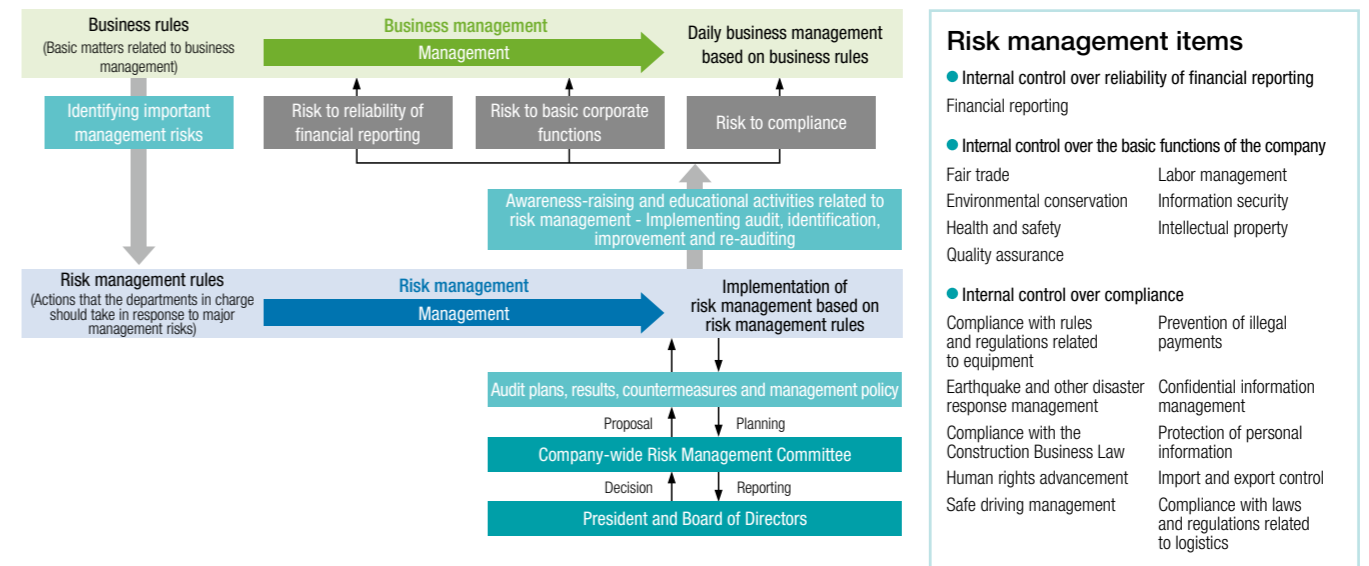 Business rules
(Basic matters related to business
management)
Business management
Management
Daily business management
based on business rules
Identifying important
management risks
Risk to reliability of
financial reporting
Risk to basic corporate
functions
Risk to compliance
Awareness-raising and educational activities related to
risk management - Implementing audit, identification,
improvement and re-auditing
Risk management rules
(Actions that the departments in charge
should take in response to major
management risks)
Risk management
Management
Implementation of
risk management based on
risk management rules
Audit plans, results, countermeasures and management policy
Proposal
Planning
Company-wide Risk Management Committee
Decision
Reporting
President and Board of Directors
Risk management items
● Internal control over reliability of financial reporting
Financial reporting
● Internal control over the basic functions of the company
Fair trade
Environmental conservation
Health and safety
Quality assurance
Labor management
Information security
Intellectual property
● Internal control over compliance
Compliance with rules
and regulations related
to equipment
Earthquake and other disaster
response management
Compliance with the
Construction Business Law
Human rights advancement
Safe driving management
Prevention of illegal
payments
Confidential information
management
Protection of personal
information
Import and export control
Compliance with laws
and regulations related
to logistics